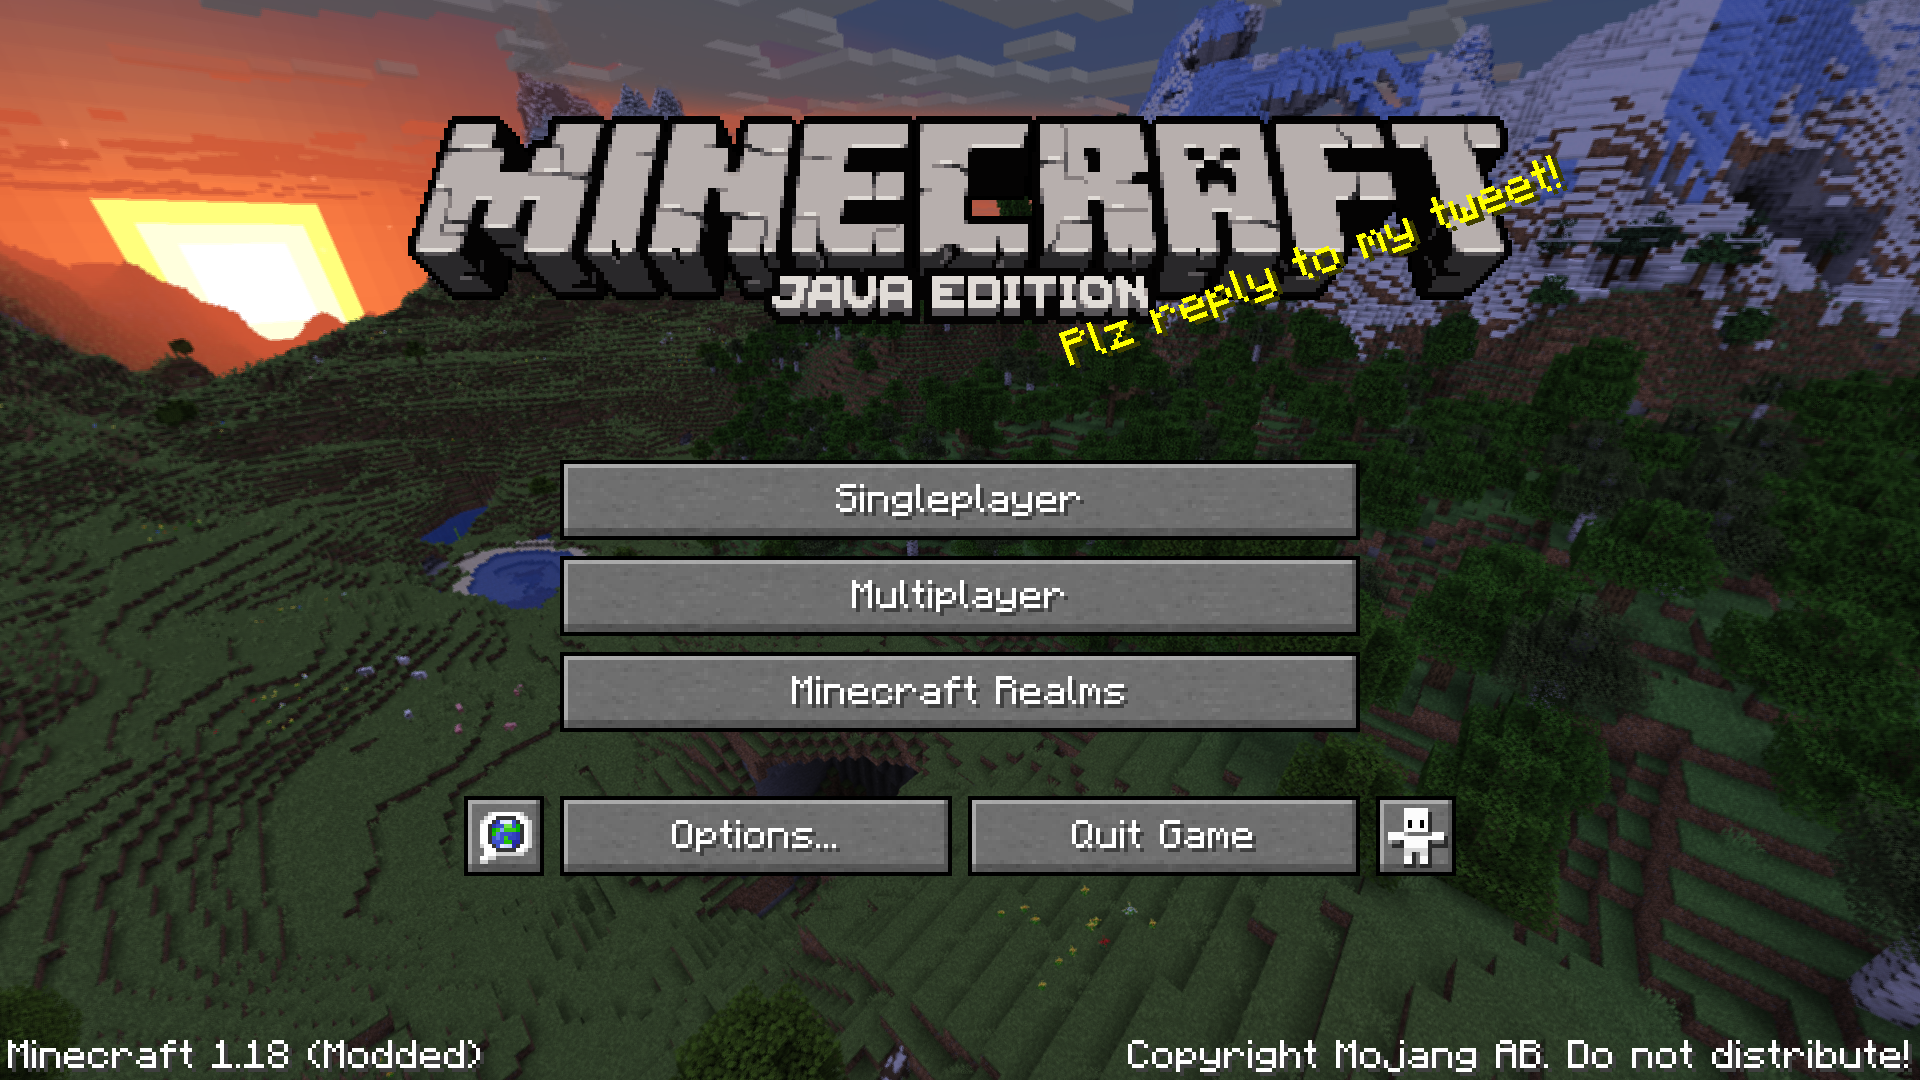 MINECRAFT
JAVA EDITION
Plz reply to my tweet!
Singleplayer
Multiplayer
Minecraft Realms
Options...
Quit Game
Minecraft 1.18 (Modded)
Copyright Mojang AB. Do not distribute!